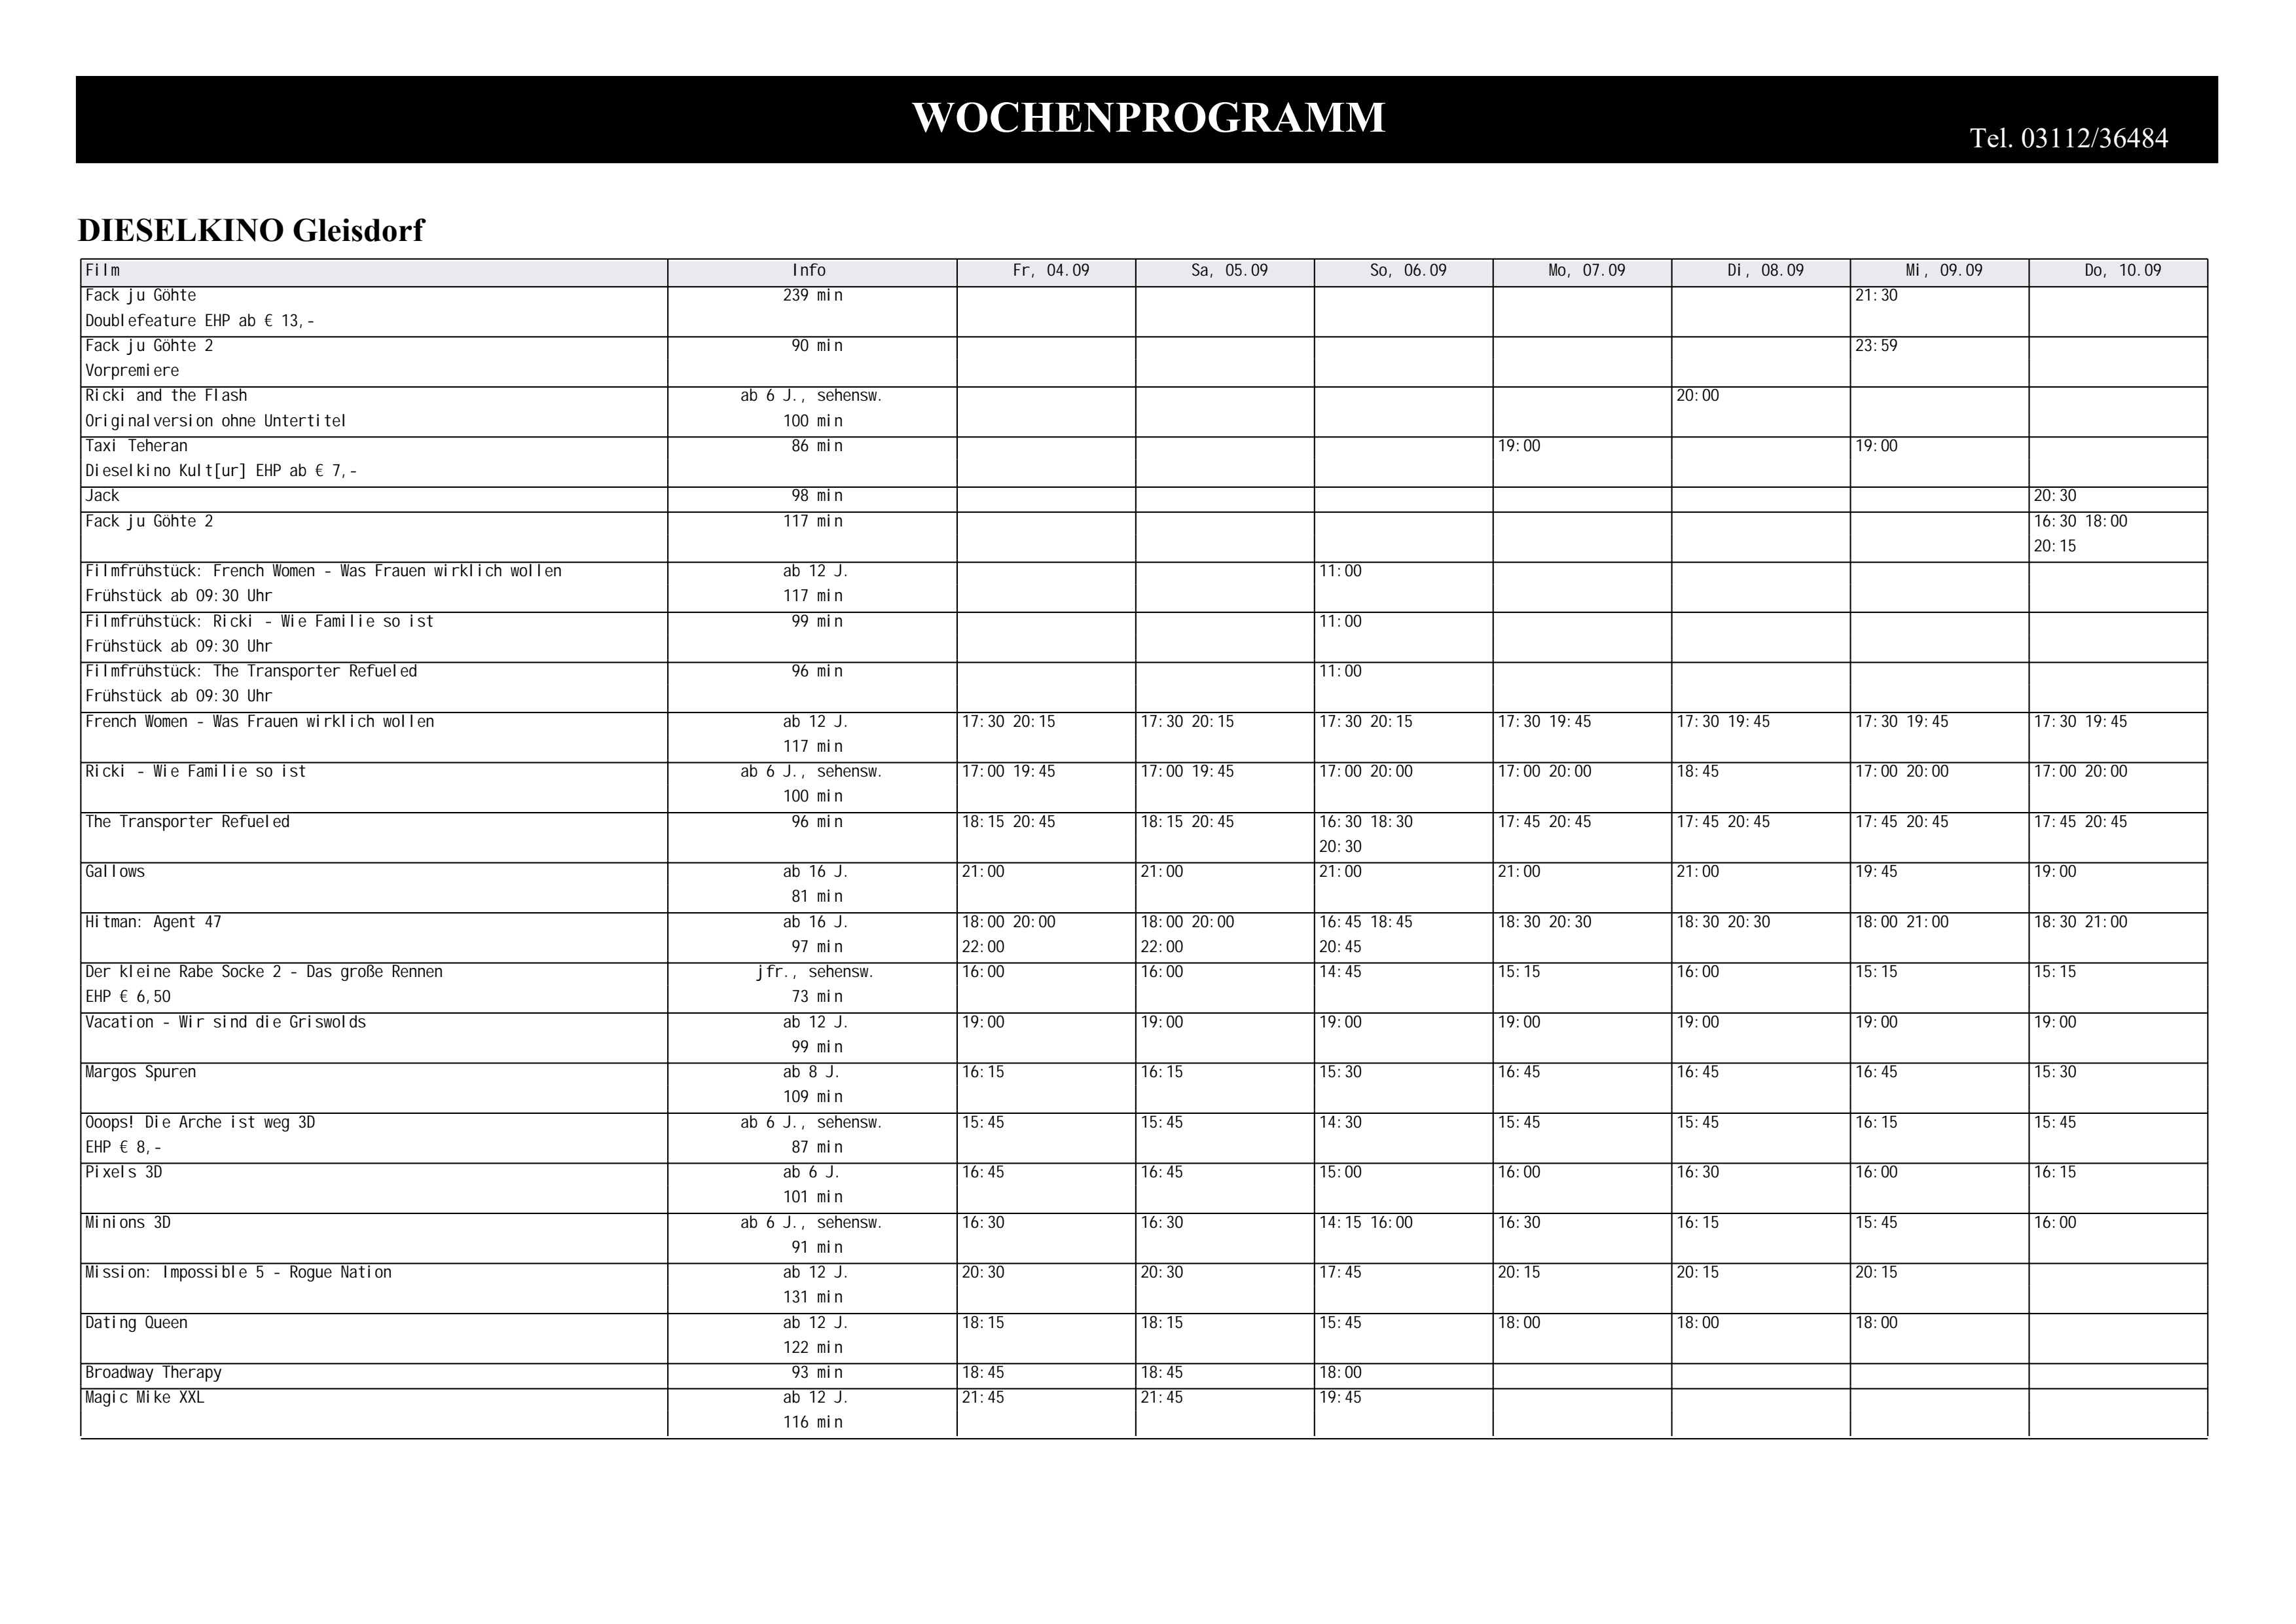 WOCHENPROGRAMM
Tel. 03112/36484
DIESELKINO Gleisdorf
Film Info Fr, 04.09 Sa, 05.09 So, 06.09 Mo, 07.09 Di, 08.09 Mi, 09.09 Do, 10.09
Fack ju Göhte 239 min 21:30
Doublefeature EHP ab € 13,-
Fack ju Göhte 2 90 min 23:59
Vorpremiere
Ricki and the Flash ab 6 J., sehensw. 20:00
Originalversion ohne Untertitel 100 min
Taxi Teheran 86 min 19:00 19:00
Dieselkino Kult[ur] EHP ab € 7,-
Jack 98 min 20:30
Fack ju Göhte 2 117 min 16:30 18:00
20:15
Filmfrühstück: French Women - Was Frauen wirklich wollen ab 12 J. 11:00
Frühstück ab 09:30 Uhr 117 min
Filmfrühstück: Ricki - Wie Familie so ist 99 min 11:00
Frühstück ab 09:30 Uhr
Filmfrühstück: The Transporter Refueled 96 min 11:00
Frühstück ab 09:30 Uhr
French Women - Was Frauen wirklich wollen ab 12 J. 17:30 20:15 17:30 20:15 17:30 20:15 17:30 19:45 17:30 19:45 17:30 19:45 17:30 19:45
117 min
Ricki - Wie Familie so ist ab 6 J., sehensw. 17:00 19:45 17:00 19:45 17:00 20:00 17:00 20:00 18:45 17:00 20:00 17:00 20:00
100 min
The Transporter Refueled 96 min 18:15 20:45 18:15 20:45 16:30 18:30 17:45 20:45 17:45 20:45 17:45 20:45 17:45 20:45
20:30
Gallows ab 16 J. 21:00 21:00 21:00 21:00 21:00 19:45 19:00
81 min
Hitman: Agent 47 ab 16 J. 18:00 20:00 18:00 20:00 16:45 18:45 18:30 20:30 18:30 20:30 18:00 21:00 18:30 21:00
97 min 22:00 22:00 20:45
Der kleine Rabe Socke 2 - Das große Rennen jfr., sehensw. 16:00 16:00 14:45 15:15 16:00 15:15 15:15
EHP € 6,50 73 min
Vacation - Wir sind die Griswolds ab 12 J. 19:00 19:00 19:00 19:00 19:00 19:00 19:00
99 min
Margos Spuren ab 8 J. 16:15 16:15 15:30 16:45 16:45 16:45 15:30
109 min
Ooops! Die Arche ist weg 3D ab 6 J., sehensw. 15:45 15:45 14:30 15:45 15:45 16:15 15:45
EHP € 8,- 87 min
Pixels 3D ab 6 J. 16:45 16:45 15:00 16:00 16:30 16:00 16:15
101 min
Minions 3D ab 6 J., sehensw. 16:30 16:30 14:15 16:00 16:30 16:15 15:45 16:00
91 min
Mission: Impossible 5 - Rogue Nation ab 12 J. 20:30 20:30 17:45 20:15 20:15 20:15
131 min
Dating Queen ab 12 J. 18:15 18:15 15:45 18:00 18:00 18:00
122 min
Broadway Therapy 93 min 18:45 18:45 18:00
Magic Mike XXL ab 12 J. 21:45 21:45 19:45
116 min